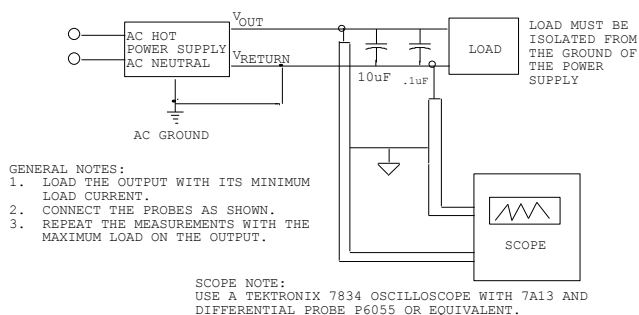 V
OUT
LOAD MUST BE
ISOLATED FROM
THE GROUND OF
THE POWER
SUPPLY
AC HOT
POWER SUPPLY
AC NEUTRAL
V
RETURN
LOAD
10uF
.1uF
AC GROUND
GENERAL NOTES:
1. LOAD THE OUTPUT WITH ITS MINIMUM
LOAD CURRENT.
2. CONNECT THE PROBES AS SHOWN.
3. REPEAT THE MEASUREMENTS WITH THE
MAXIMUM LOAD ON THE OUTPUT.
SCOPE
SCOPE NOTE:
USE A TEKTRONIX 7834 OSCILLOSCOPE WITH 7A13 AND
DIFFERENTIAL PROBE P6055 OR EQUIVALENT.